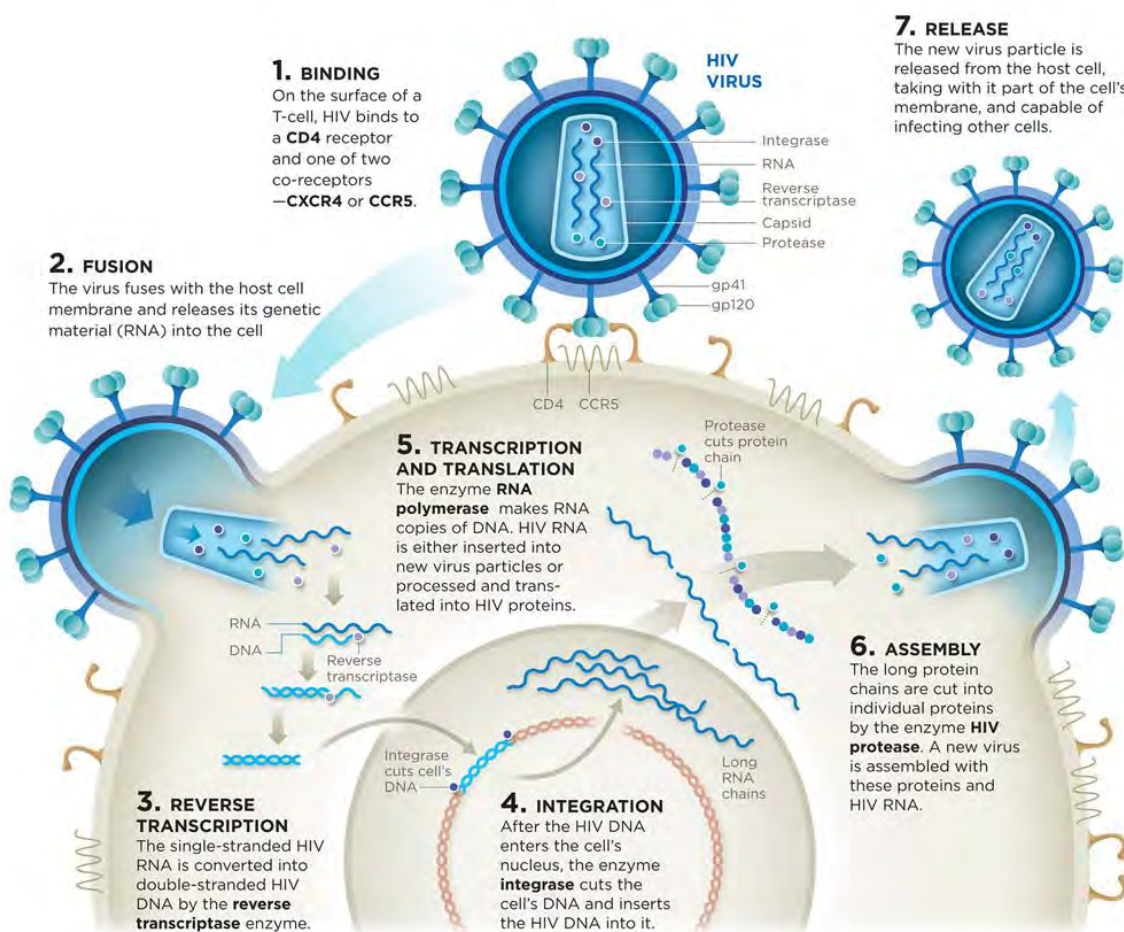 1. BINDING
On the surface of a
T-cell, HIV binds to
a CD4 receptor
and one of two
co-receptors
—CXCR4 or CCR5.
HIV
VIRUS
Integrase
RNA
Reverse
transcriptase
Capsid
Protease
gp41
gp120
7. RELEASE
The new virus particle is
released from the host cell,
taking with it part of the cell's
membrane, and capable of
infecting other cells.
2. FUSION
The virus fuses with the host cell
membrane and releases its genetic
material (RNA) into the cell
CD4 CCR5
5. TRANSCRIPTION
AND TRANSLATION
The enzyme RNA
polymerase makes RNA
copies of DNA. HIV RNA
is either inserted into
new virus particles or
processed and trans-
lated into HIV proteins.
Protease
cuts protein
chain
RNA
DNA
Reverse
transcriptase
6. ASSEMBLY
The long protein
chains are cut into
individual proteins
by the enzyme HIV
protease. A new virus
is assembled with
these proteins and
HIV RNA.
Integrase
cuts cell's
DNA
Long
RNA
chains
3. REVERSE
TRANSCRIPTION
The single-stranded HIV
RNA is converted into
double-stranded HIV
DNA by the reverse
transcriptase enzyme.
4. INTEGRATION
After the HIV DNA
enters the cell's
nucleus, the enzyme
integrase cuts the
cell's DNA and inserts
the HIV DNA into it.